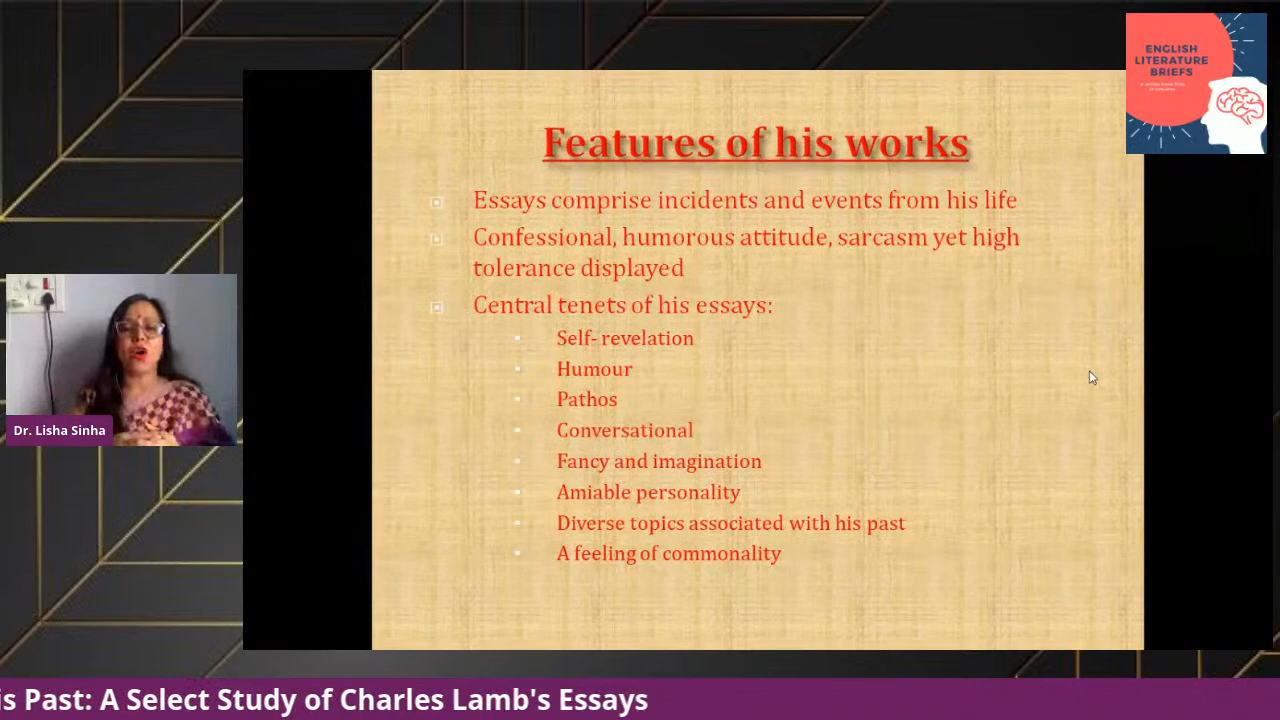 ENGLISH
LITERATURE
BRIEFS
Features of his works
Essays comprise incidents and events from his life
Confessional, humorous attitude, sarcasm yet high
tolerance displayed
Central tenets of his essays:
Self- revelation
Humour
Pathos
Conversational
Fancy and imagination
Amiable personality
Diverse topics associated with his past
A feeling of commonality
Dr. Lisha Sinha
is Past: A Select Study of Charles Lamb's Essays